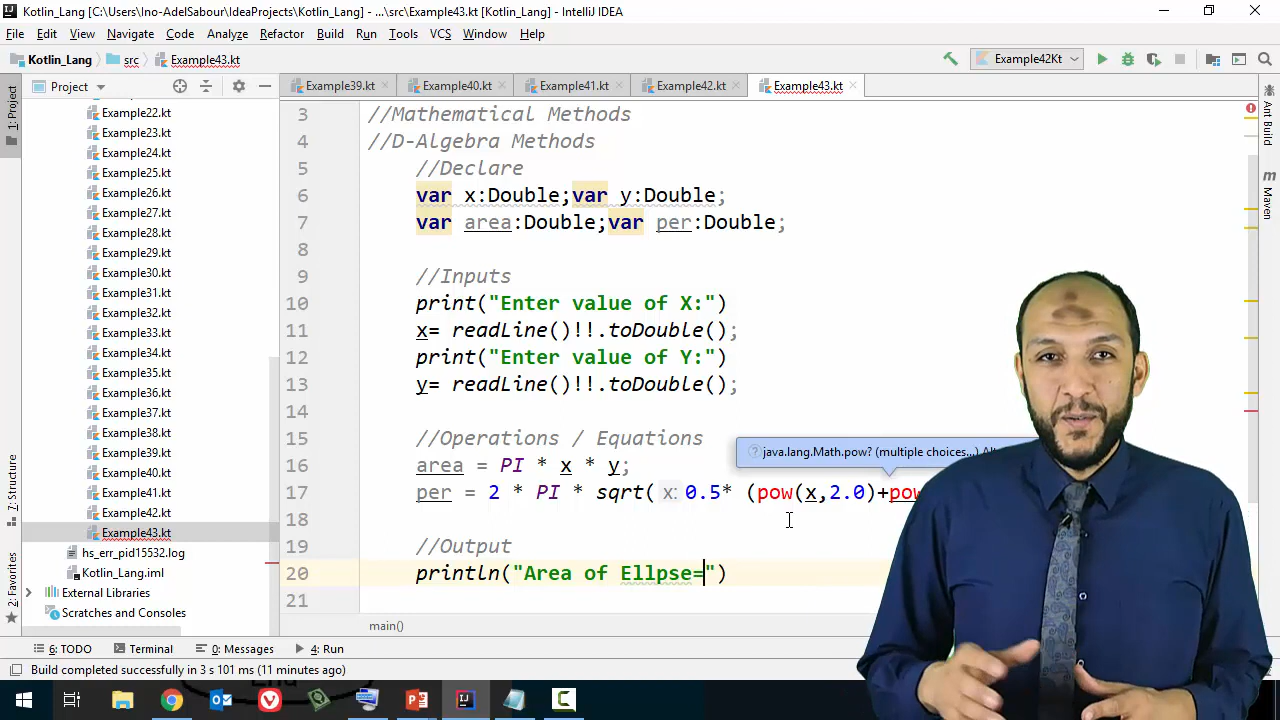 Kotlin_Lang [C:\Users\Ino-AdelSabour\IdeaProjects\Kotlin_Lang] - ...\src\Example43.kt [Kotlin_Lang] - IntelliJ IDEA
File Edit View Navigate Code Analyze Refactor Build Run Tools VCS Window Help
Kotlin_Lang src Example43.kt Example42Kt
Project Example39.kt Example40.kt Example41.kt Example42.kt Example43.kt
1: Project
Example22.kt
Example23.kt
Example24.kt
Example25.kt
Example26.kt
Example27.kt
Example28.kt
Example29.kt
Example30.kt
Example31.kt
Example32.kt
Example33.kt
Example34.kt
Example35.kt
Example36.kt
Example37.kt
Example38.kt
Example39.kt
Example40.kt
Example41.kt
Example42.kt
Example43.kt
hs_err_pid15532.log
Kotlin_Lang.iml
External Libraries
Scratches and Consoles
7: Structure
2: Favorites
3 //Mathematical Methods
4 //D-Algebra Methods
5 //Declare
6 var x:Double;var y:Double;
7 var area:Double;var per:Double;
8
9 //Inputs
10 print("Enter value of X:")
11 x= readLine()!!.toDouble();
12 print("Enter value of Y:")
13 y= readLine()!!.toDouble();
14
15 //Operations / Equations
java.lang.Math.pow? (multiple choices...)
16 area = PI * x * y;
17 per = 2 * PI * sqrt( x: 0.5* (pow(x,2.0)+pow
18
19 //Output
20 println("Area of Ellpse=")
21
main()
Ant Build
m Maven
6: TODO Terminal 0: Messages 4: Run
Build completed successfully in 3 s 101 ms (11 minutes ago)